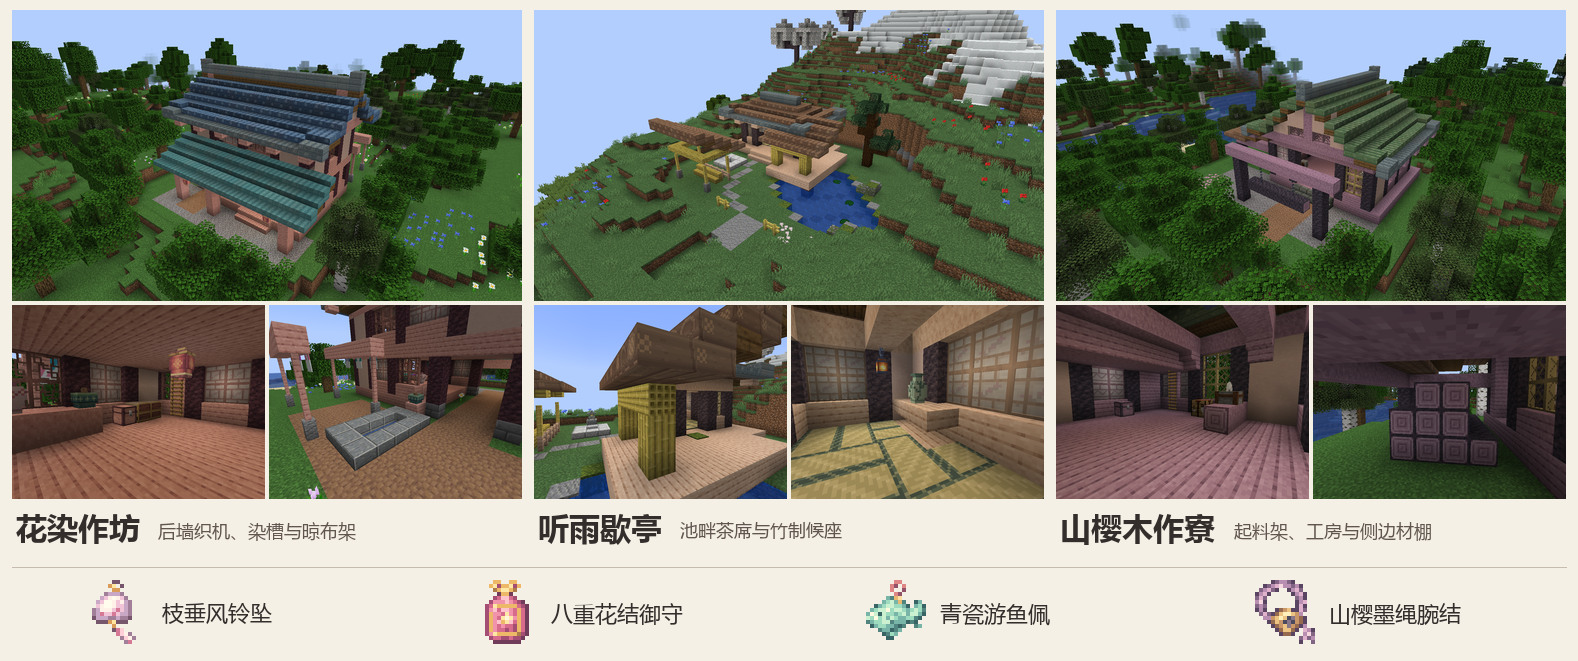 花染作坊 后墙织机、染槽与晾布架
听雨歇亭 池畔茶席与竹制候座
山樱木作寮 起料架、工房与侧边材棚
枝垂风铃坠
八重花结御守
青瓷游鱼佩
山樱墨绳腕结